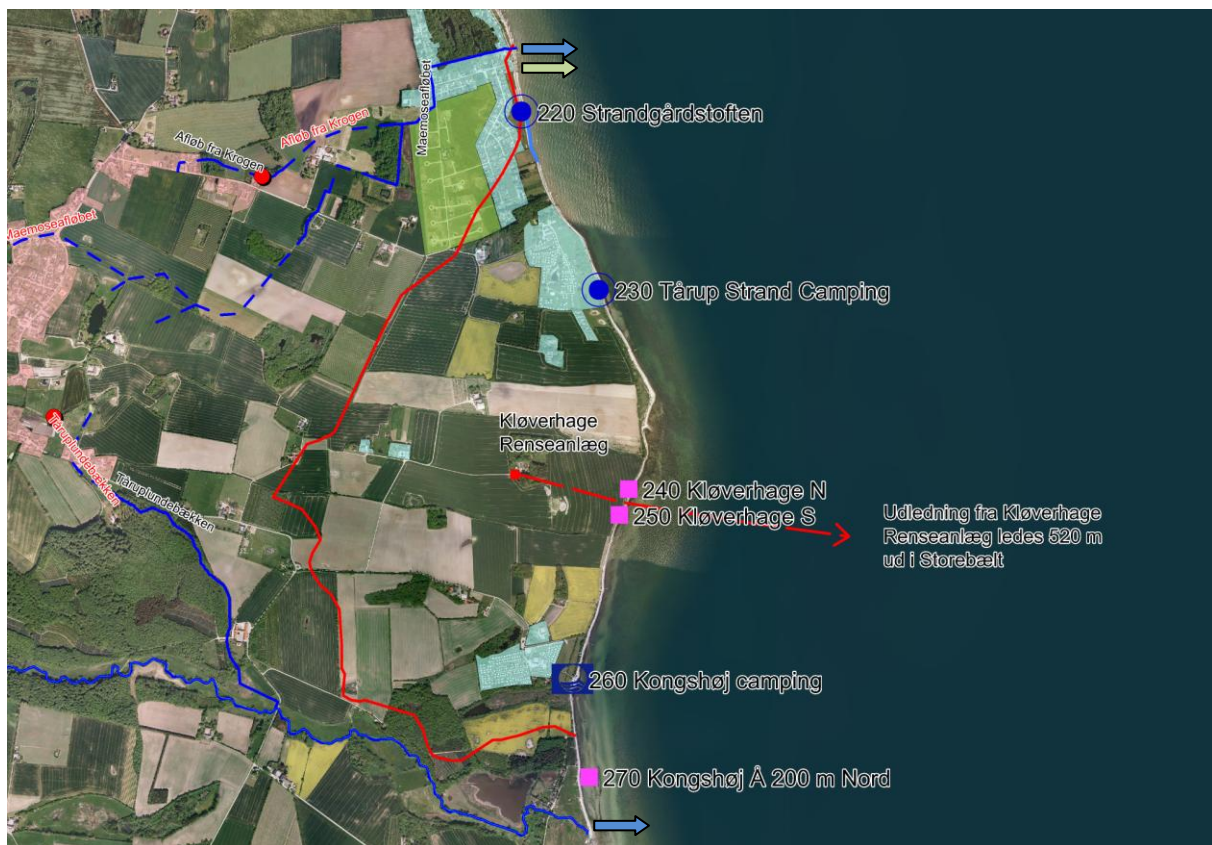 220 Strandgårdstoften
Maemoseafløbet
Afløb fra Krogen
Afløb fra Krogen
Maemoseafløbet
230 Tårup Strand Camping
Kløverhage
Renseanlæg
Tåruplundebækken
Tåruplundebækken
240 Kløverhage N
250 Kløverhage S
Udledning fra Kløverhage
Renseanlæg ledes 520 m
ud i Storebælt
260 Kongshøj camping
270 Kongshøj Å 200 m Nord